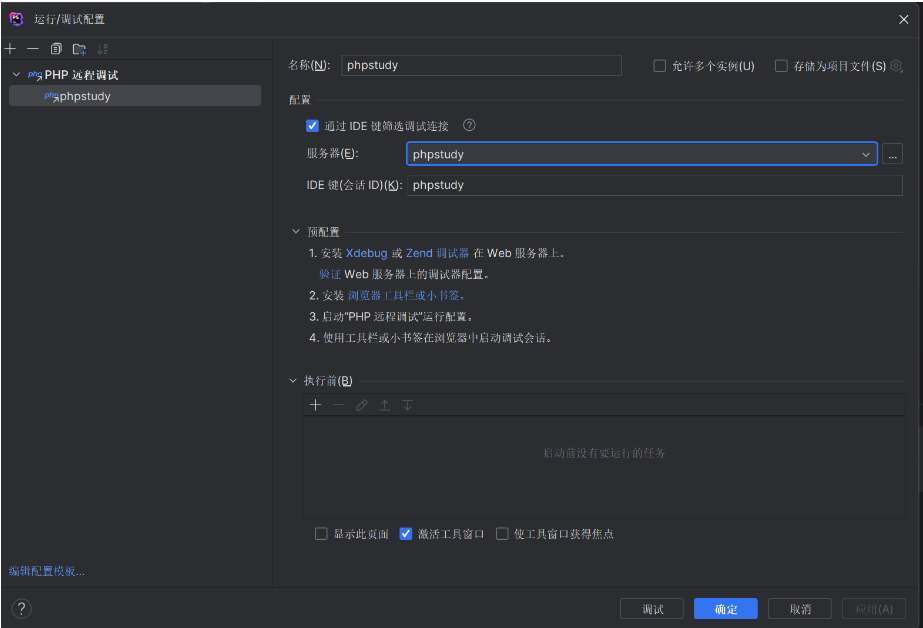 运行/调试配置
PHP 远程调试
phpstudy
名称(N): phpstudy 允许多个实例(U) 存储为项目文件(S)
配置
通过 IDE 键筛选调试连接
服务器(E): phpstudy ...
IDE 键(会话 ID)(K): phpstudy
预配置
1. 安装 Xdebug 或 Zend 调试器 在 Web 服务器上。
验证 Web 服务器上的调试器配置。
2. 安装 浏览器工具栏或小书签。
3. 启动“PHP 远程调试”运行配置。
4. 使用工具栏或小书签在浏览器中启动调试会话。
执行前(B)
启动前没有要运行的任务
显示此页面 激活工具窗口 使工具窗口获得焦点
编辑配置模板...
调试 确定 取消 应用(A)